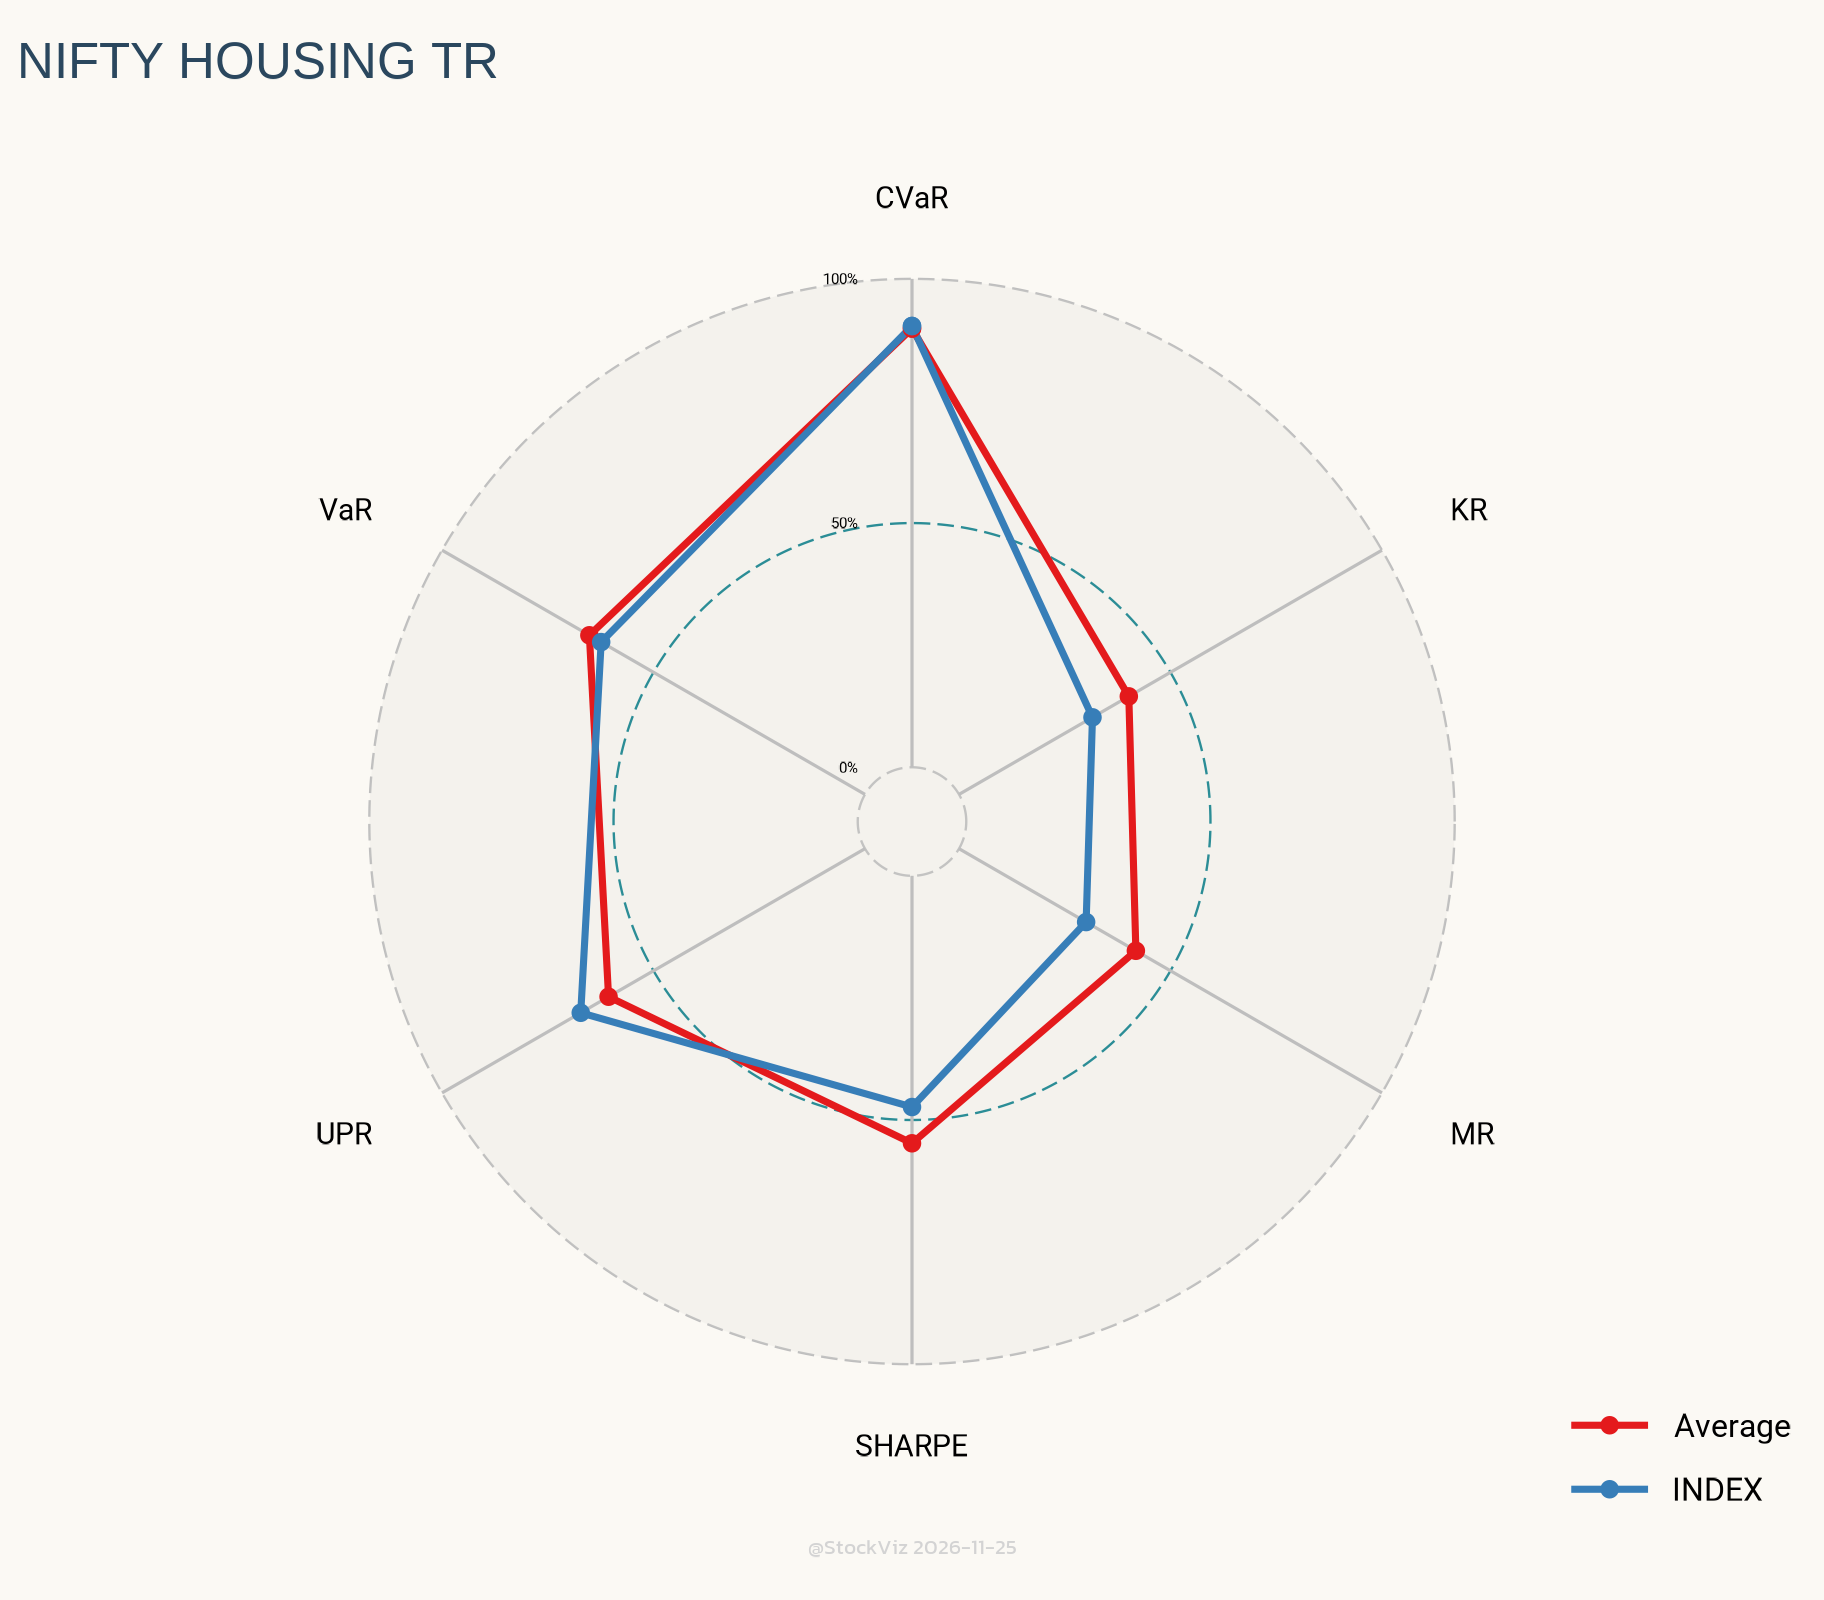 NIFTY HOUSING TR
CVaR
100%
VaR
KR
50%
0%
UPR
MR
SHARPE
Average
INDEX
@StockViz 2026-11-25